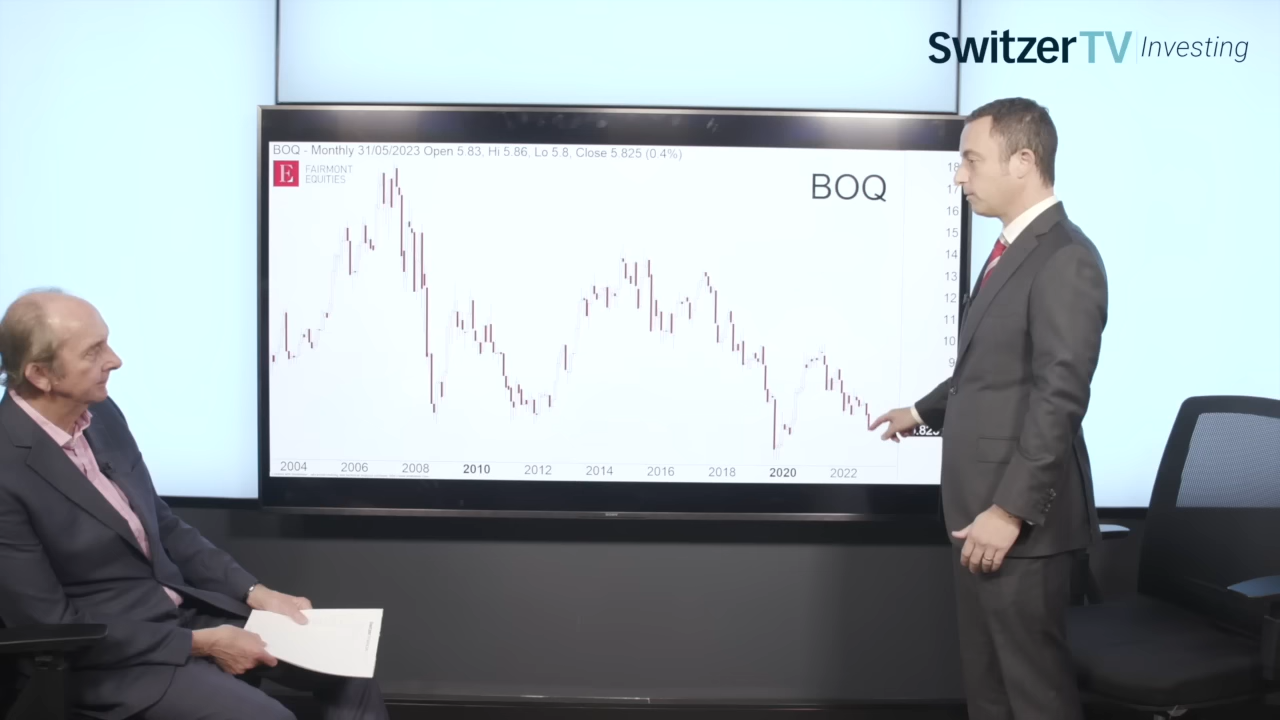 SwitzerTV Investing
BOQ - Monthly 31/05/2023 Open 5.83, Hi 5.86, Lo 5.8, Close 5.825 (0.4%)
E FAIRMONT
EQUITIES
BOQ
18
17
16
15
14
13
12
11
10
9
2004 2006 2008 2010 2012 2014 2016 2018 2020 2022